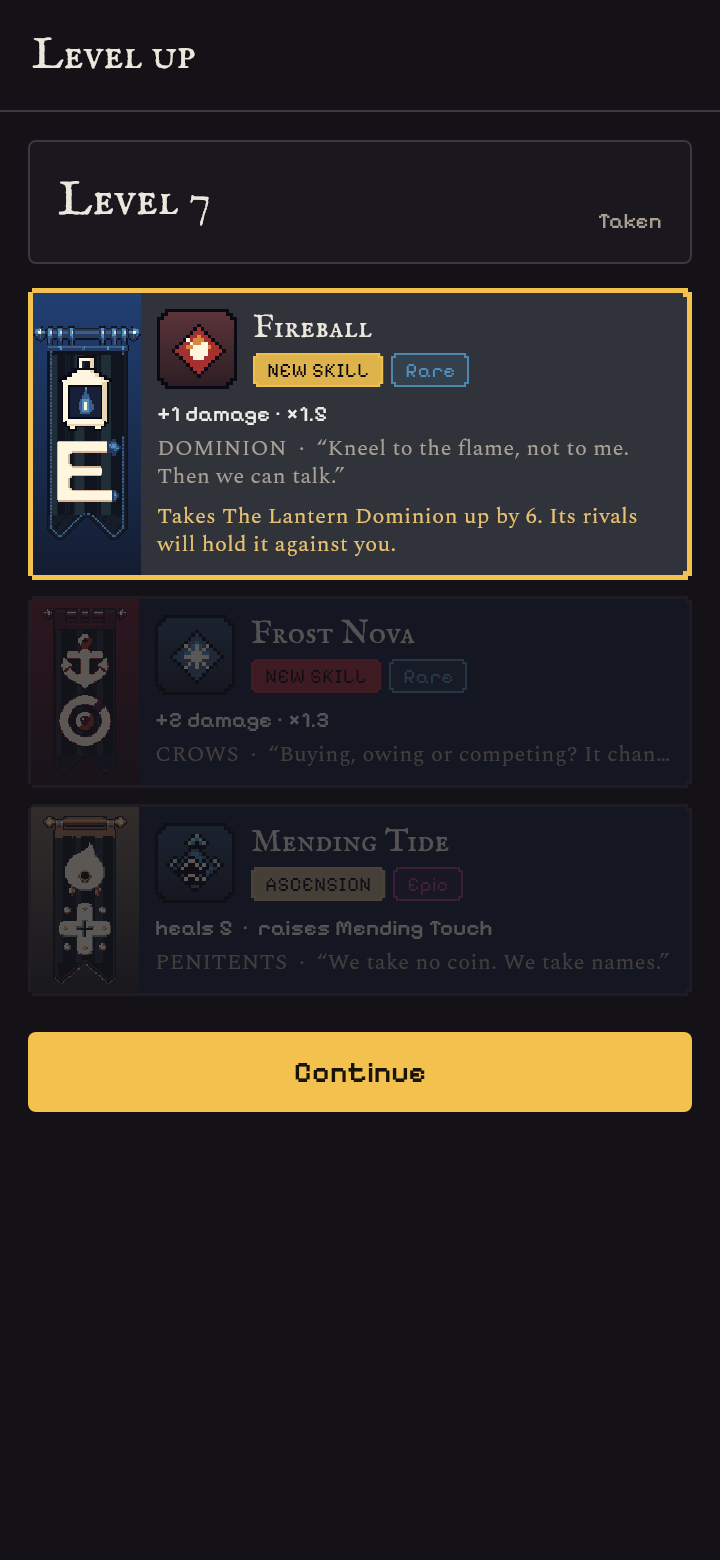 Level up
Level 7
Taken
E
Fireball
NEW SKILL
Rare
+1 damage · ×1.8
DOMINION · “Kneel to the flame, not to me.
Then we can talk.”
Takes The Lantern Dominion up by 6. Its rivals
will hold it against you.
Frost Nova
NEW SKILL
Rare
+2 damage · ×1.3
CROWS · “Buying, owing or competing? It chan…
Mending Tide
ASCENSION
Epic
heals 8 · raises Mending Touch
PENITENTS · “We take no coin. We take names.”
Continue